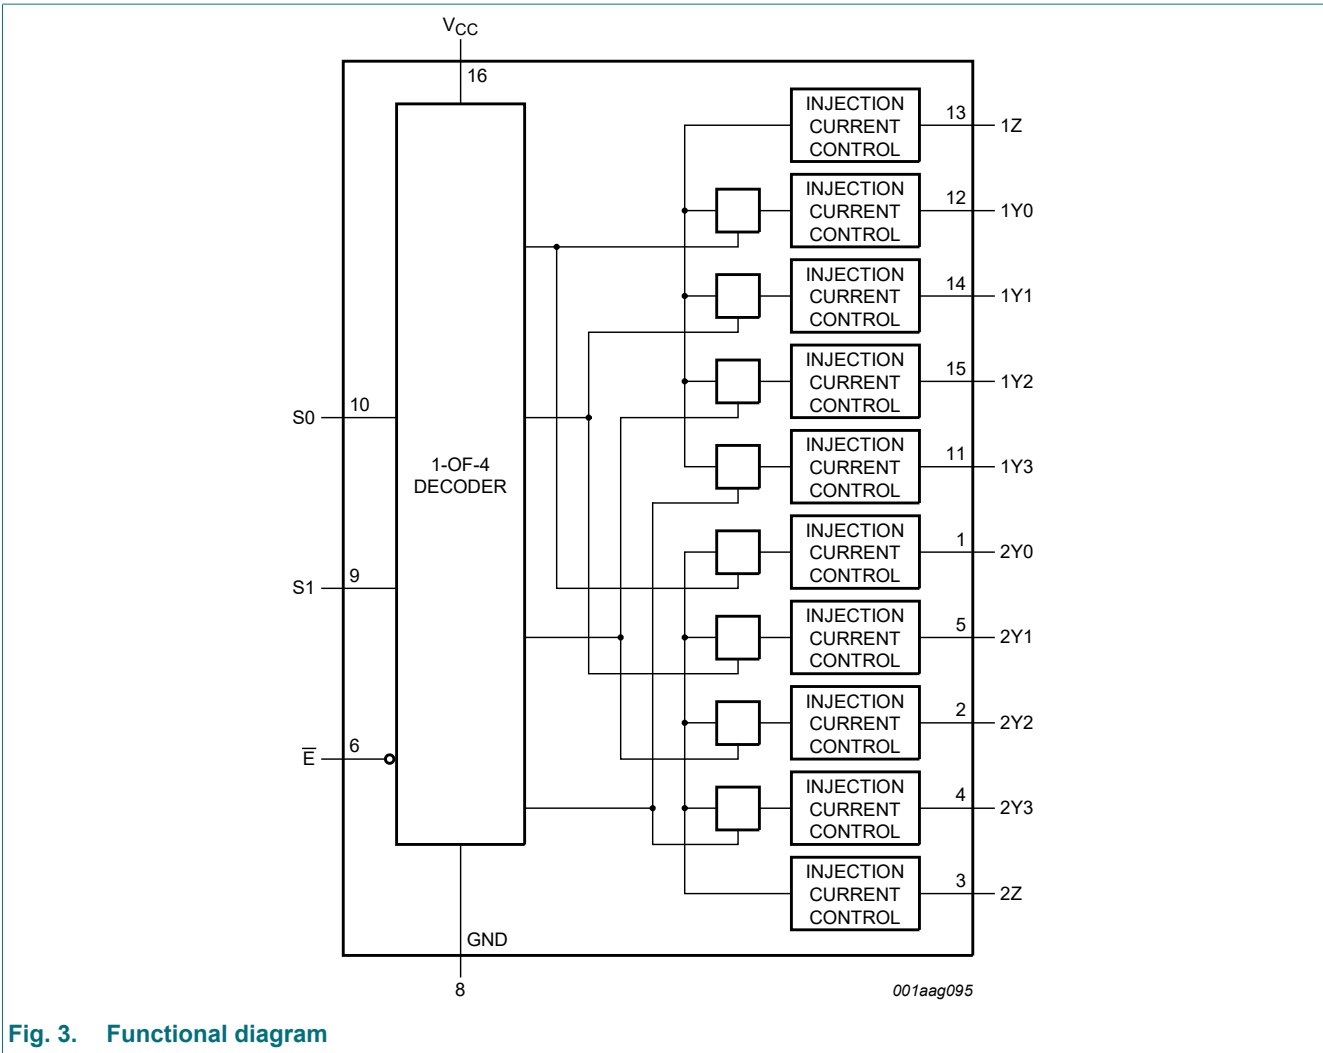 VCC
16
INJECTION
CURRENT
CONTROL
13
1Z
INJECTION
CURRENT
CONTROL
12
1Y0
INJECTION
CURRENT
CONTROL
14
1Y1
INJECTION
CURRENT
CONTROL
15
1Y2
S0
10
INJECTION
CURRENT
CONTROL
11
1Y3
1-OF-4
DECODER
INJECTION
CURRENT
CONTROL
1
2Y0
S1
9
INJECTION
CURRENT
CONTROL
5
2Y1
INJECTION
CURRENT
CONTROL
2
2Y2
E̅
6
INJECTION
CURRENT
CONTROL
4
2Y3
INJECTION
CURRENT
CONTROL
3
2Z
GND
8
001aag095
Fig. 3. Functional diagram